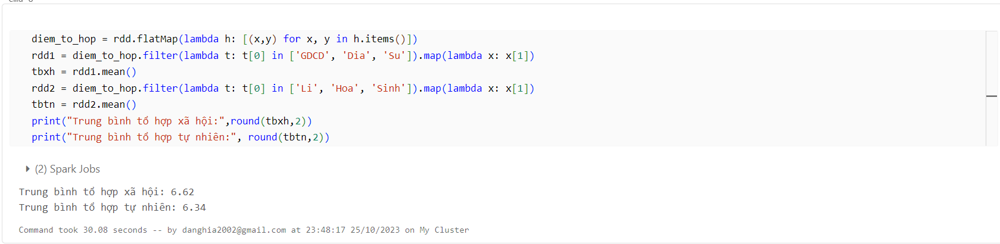 diem_to_hop = rdd.flatMap(lambda h: [(x,y) for x, y in h.items()])
rdd1 = diem_to_hop.filter(lambda t: t[0] in ['GDCD', 'Dia', 'Su']).map(lambda x: x[1])
tbxh = rdd1.mean()
rdd2 = diem_to_hop.filter(lambda t: t[0] in ['Li', 'Hoa', 'Sinh']).map(lambda x: x[1])
tbtn = rdd2.mean()
print("Trung bình tổ hợp xã hội:",round(tbxh,2))
print("Trung bình tổ hợp tự nhiên:", round(tbtn,2))
(2) Spark Jobs
Trung bình tổ hợp xã hội: 6.62
Trung bình tổ hợp tự nhiên: 6.34
Command took 30.08 seconds -- by danghia2002@gmail.com at 23:48:17 25/10/2023 on My Cluster